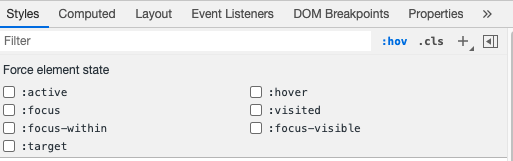 Styles Computed Layout Event Listeners DOM Breakpoints Properties »
Filter :hov .cls +
Force element state
:active :hover
:focus :visited
:focus-within :focus-visible
:target